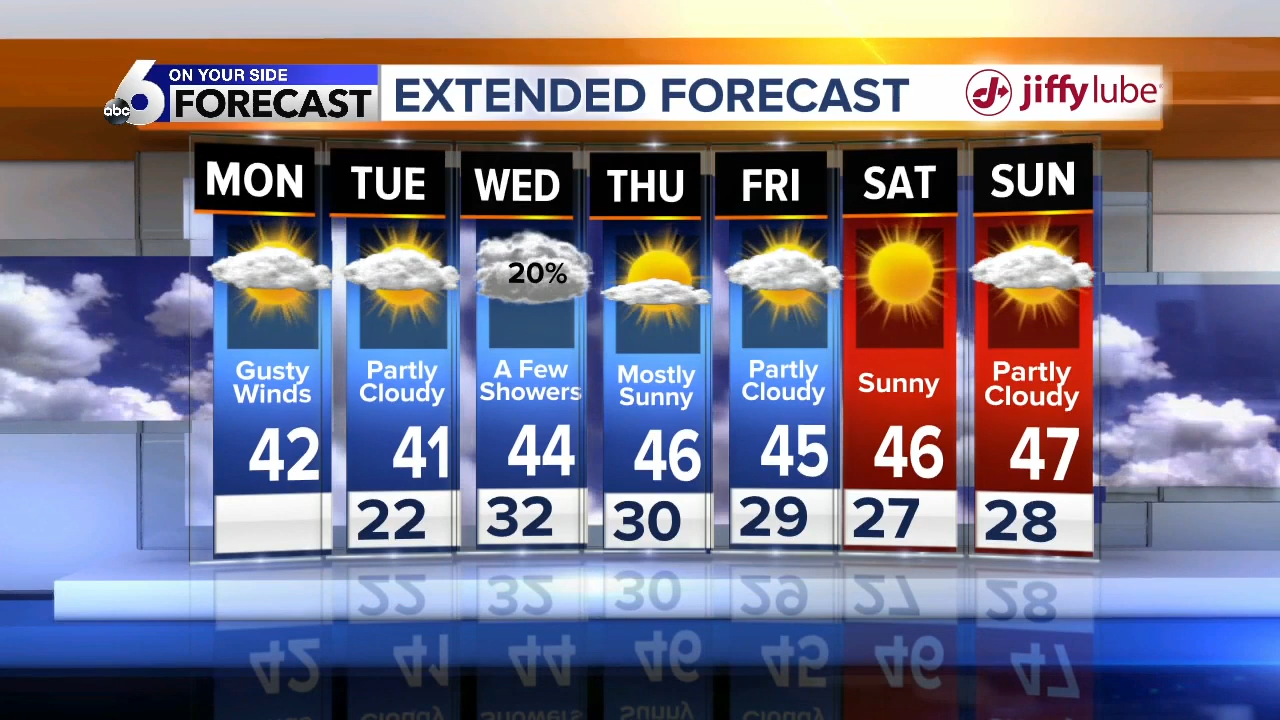 abc 6 ON YOUR SIDE
FORECAST
EXTENDED FORECAST
jiffy lube
MON TUE WED THU FRI SAT SUN
20%
Gusty
Winds
Partly
Cloudy
A Few
Showers
Mostly
Sunny
Partly
Cloudy
Sunny
Partly
Cloudy
42 41 44 46 45 46 47
22 32 30 29 27 28